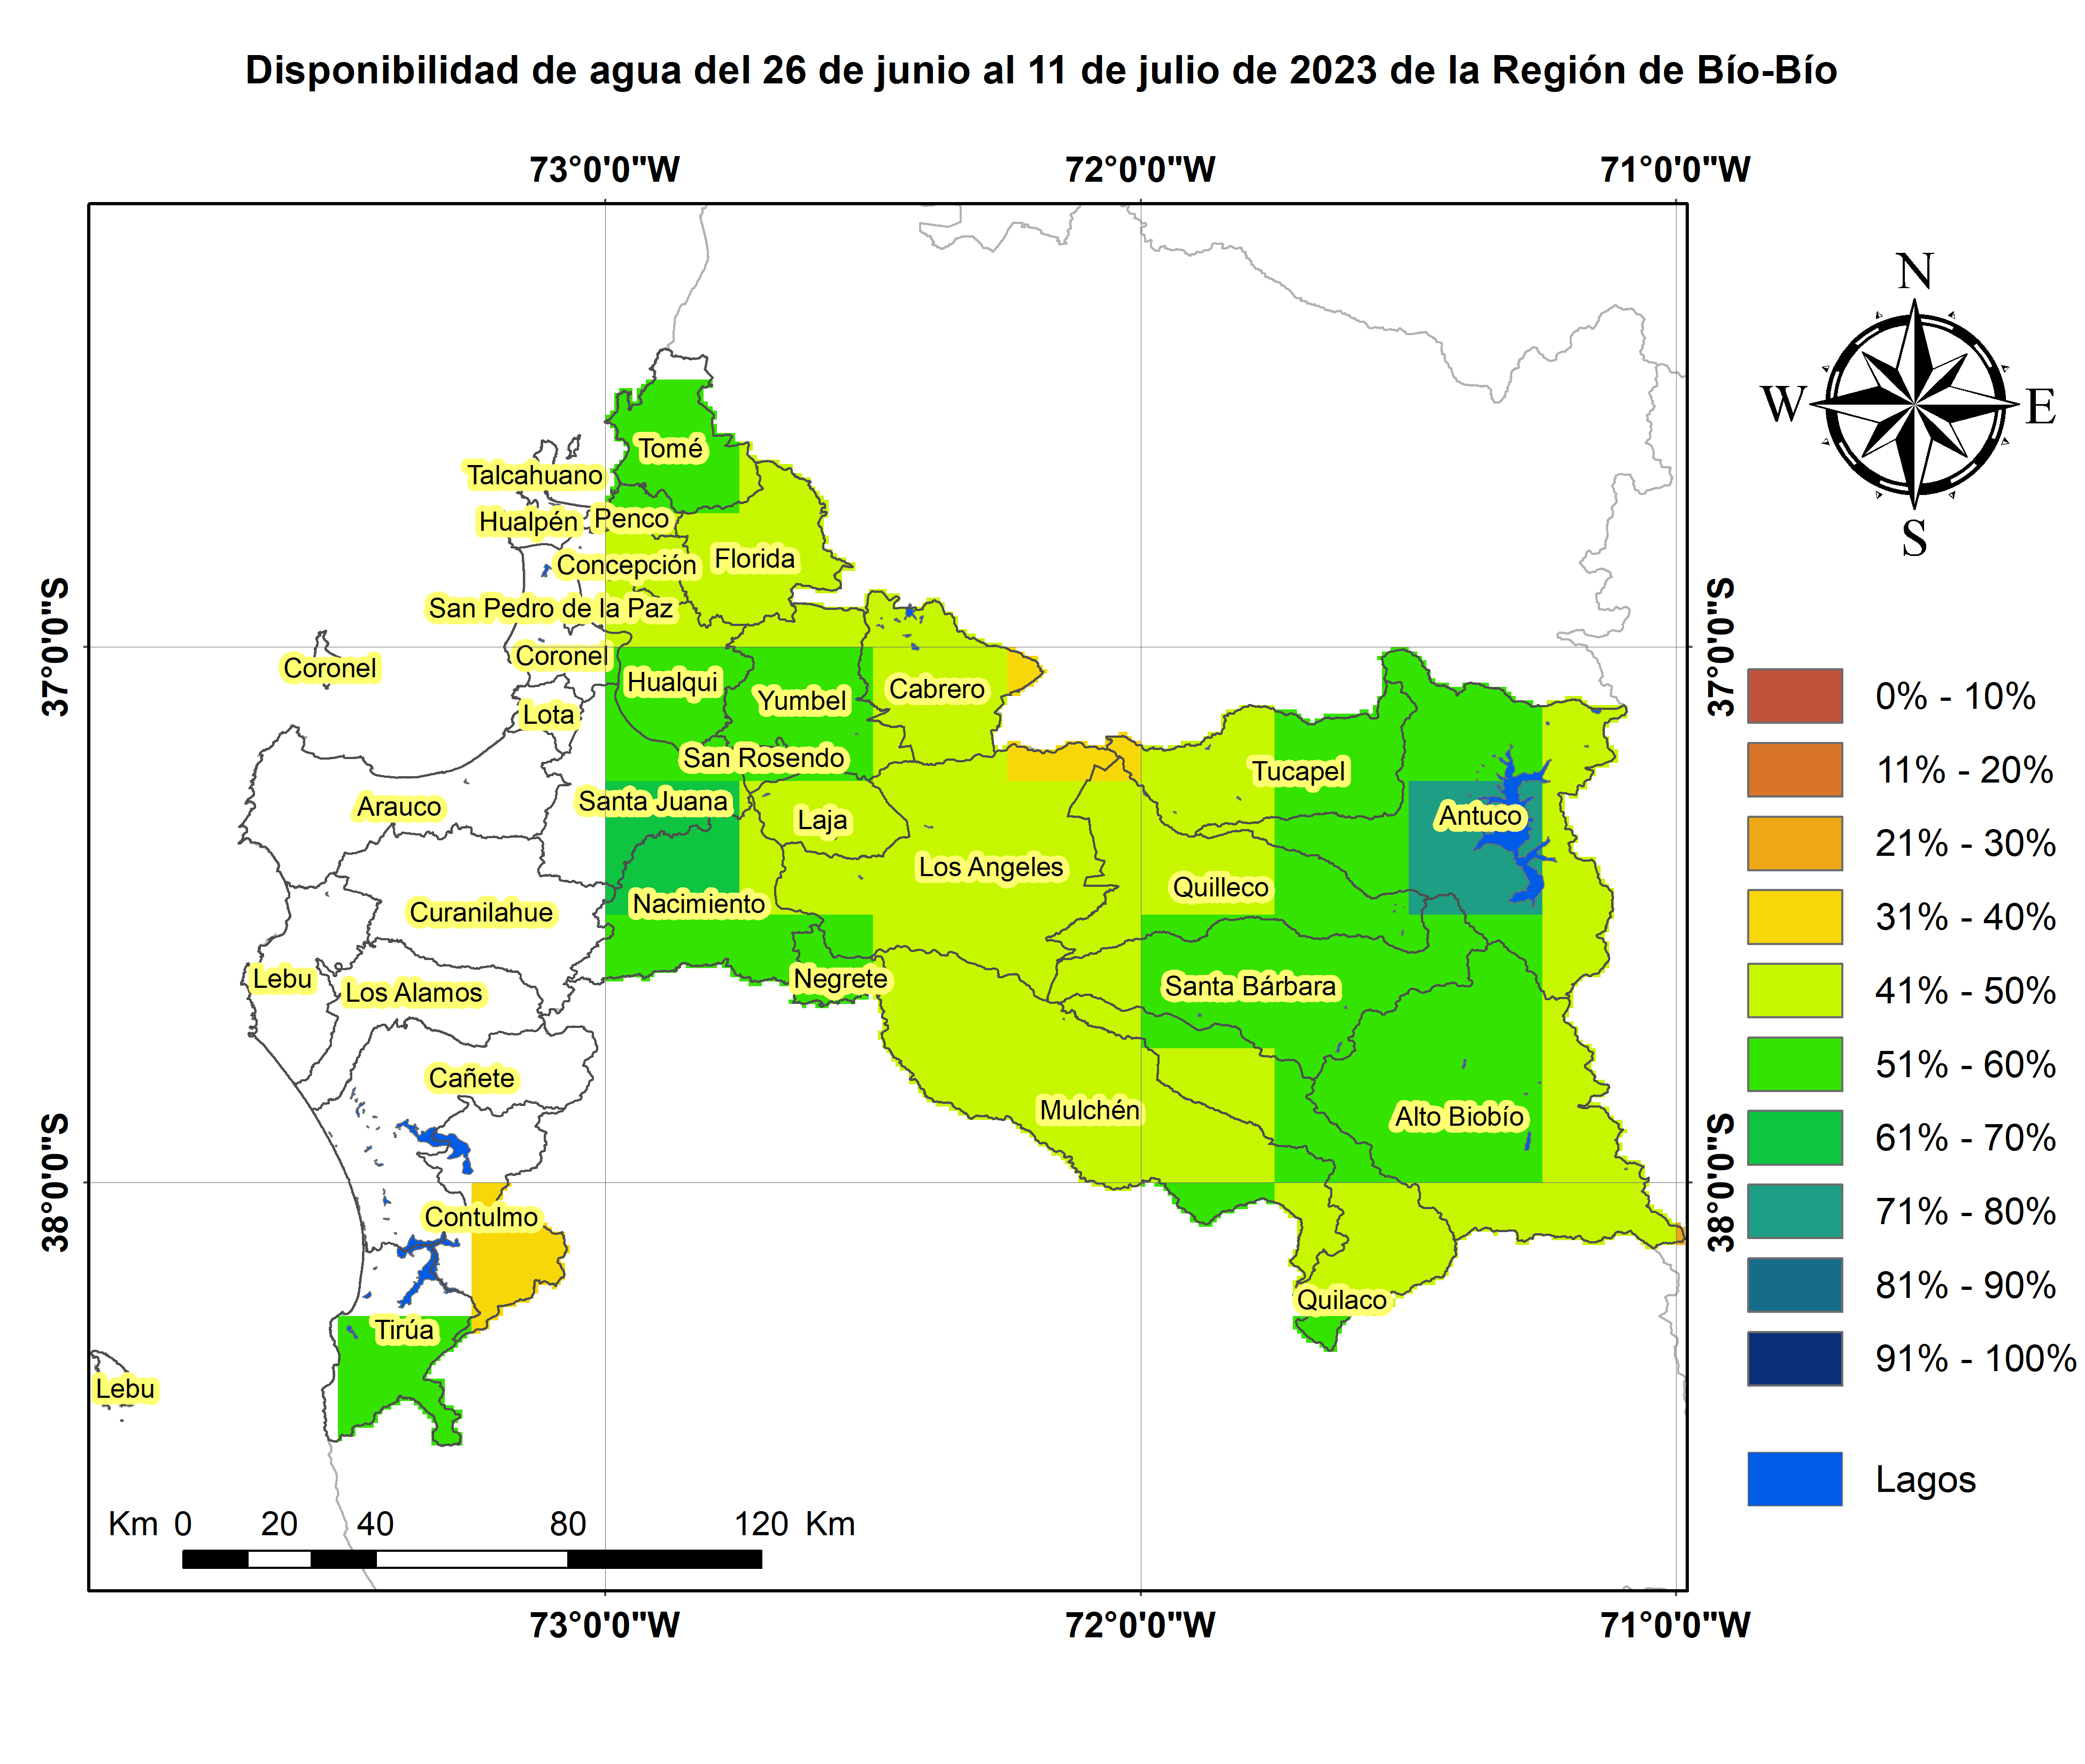 Disponibilidad de agua del 26 de junio al 11 de julio de 2023 de la Región de Bío-Bío
73°0'0"W 72°0'0"W 71°0'0"W
N
W E
S
Tomé
Talcahuano
Hualpén Penco
Concepción Florida
San Pedro de la Paz
37°0'0"S 37°0'0"S
Coronel Coronel
Hualqui Yumbel Cabrero
Lota
San Rosendo Tucapel
Arauco Santa Juana Laja Antuco
Los Angeles Quilleco
Curanilahue Nacimiento
Lebu Los Alamos Negrete Santa Bárbara
Cañete Mulchén Alto Biobío
38°0'0"S 38°0'0"S
Contulmo
Tirúa Quilaco
Lebu
0% - 10%
11% - 20%
21% - 30%
31% - 40%
41% - 50%
51% - 60%
61% - 70%
71% - 80%
81% - 90%
91% - 100%
Lagos
Km 0 20 40 80 120 Km
73°0'0"W 72°0'0"W 71°0'0"W